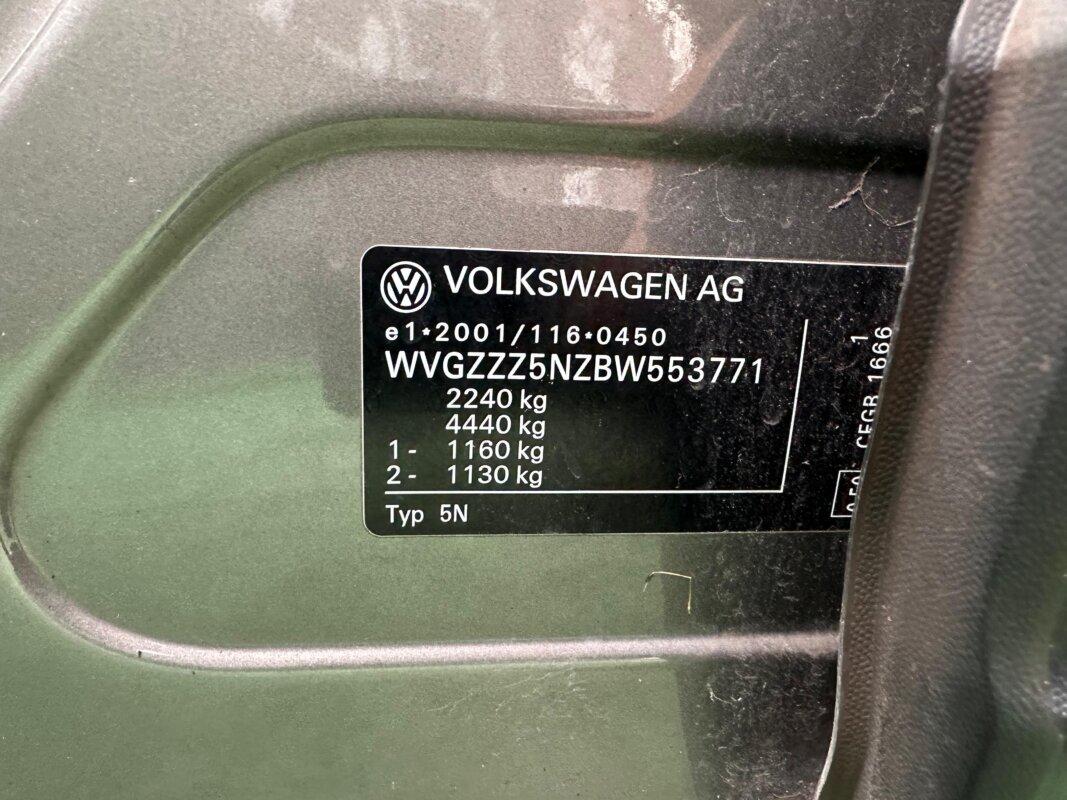 VOLKSWAGEN AG
e1*2001/116*0450
WVGZZZ5NZBW553771
2240 kg
4440 kg
1- 1160 kg
2- 1130 kg
Typ 5N
1
1666